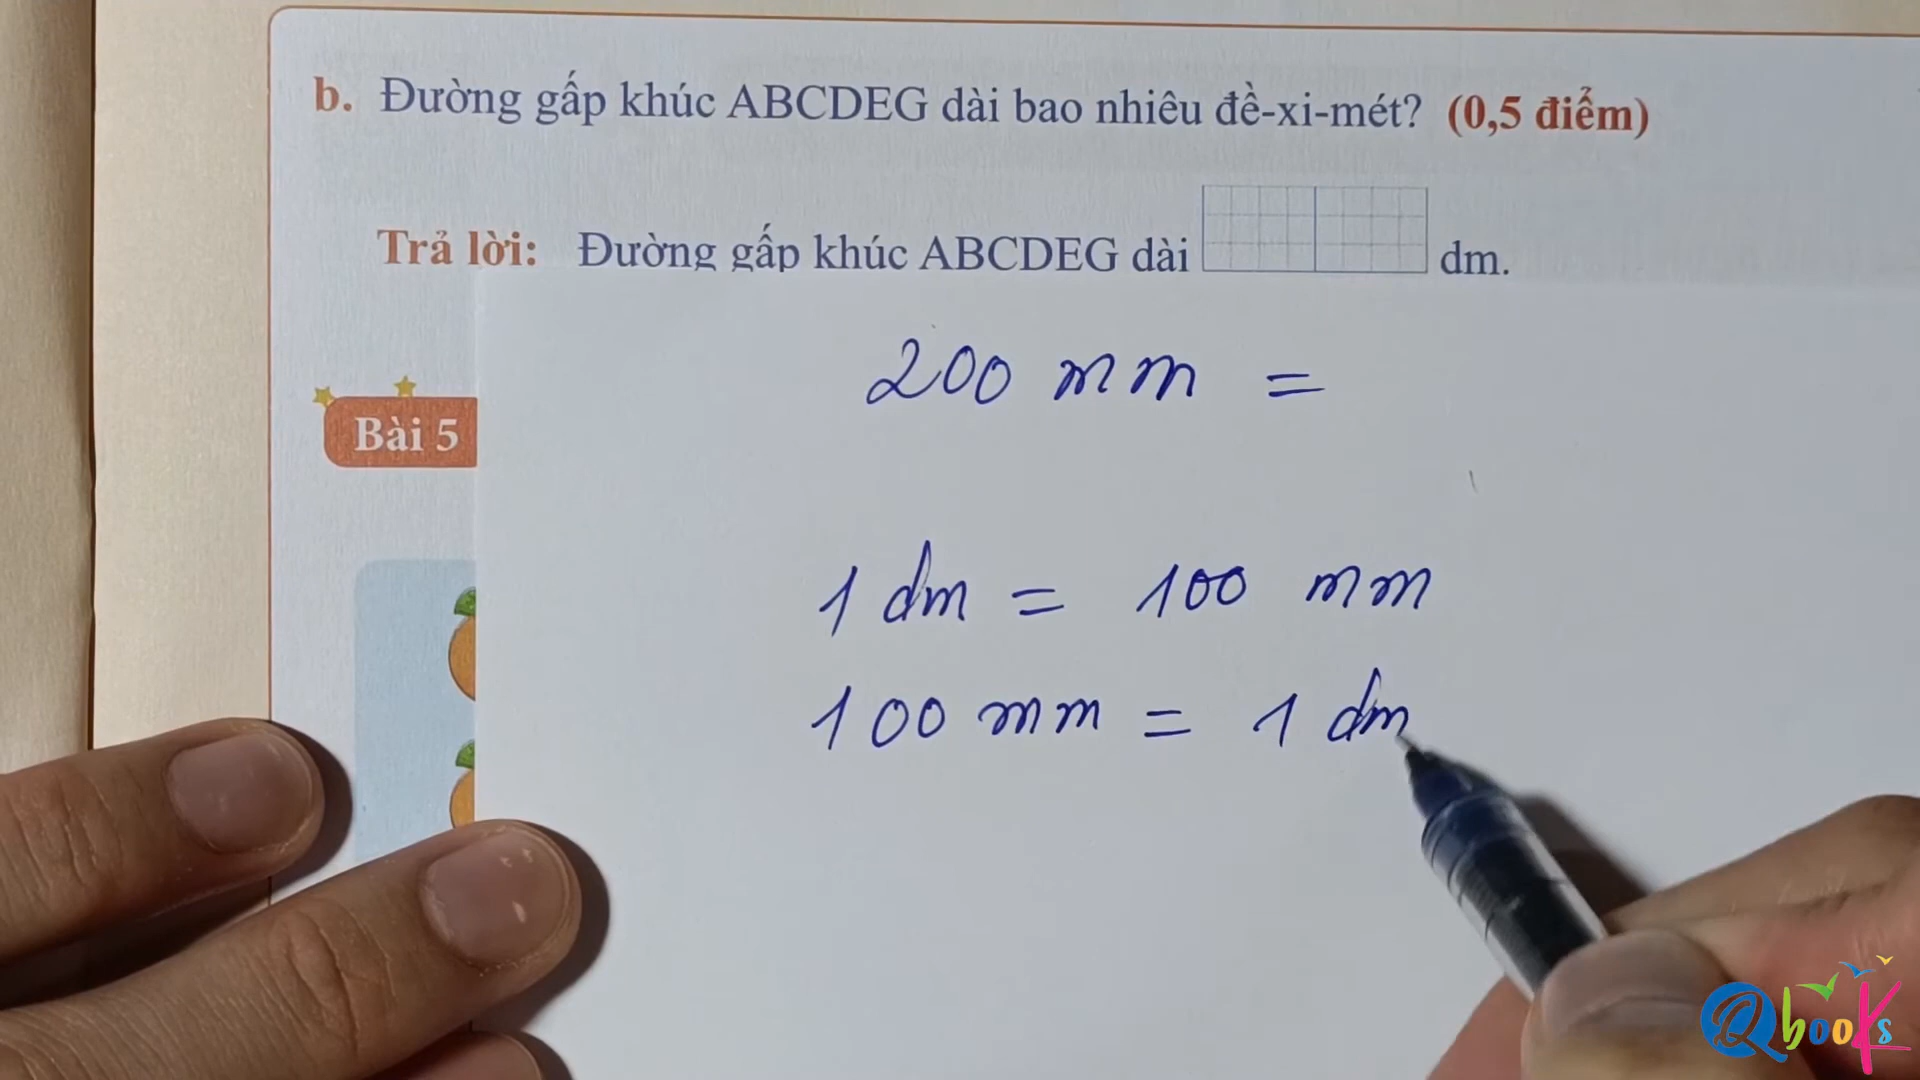 b. Đường gấp khúc ABCDEG dài bao nhiêu đề-xi-mét? (0,5 điểm)
Trả lời: Đường gấp khúc ABCDEG dài dm.
200 mm =
Bài 5
1 dm = 100 mm
100 mm = 1 dm
Qbooks